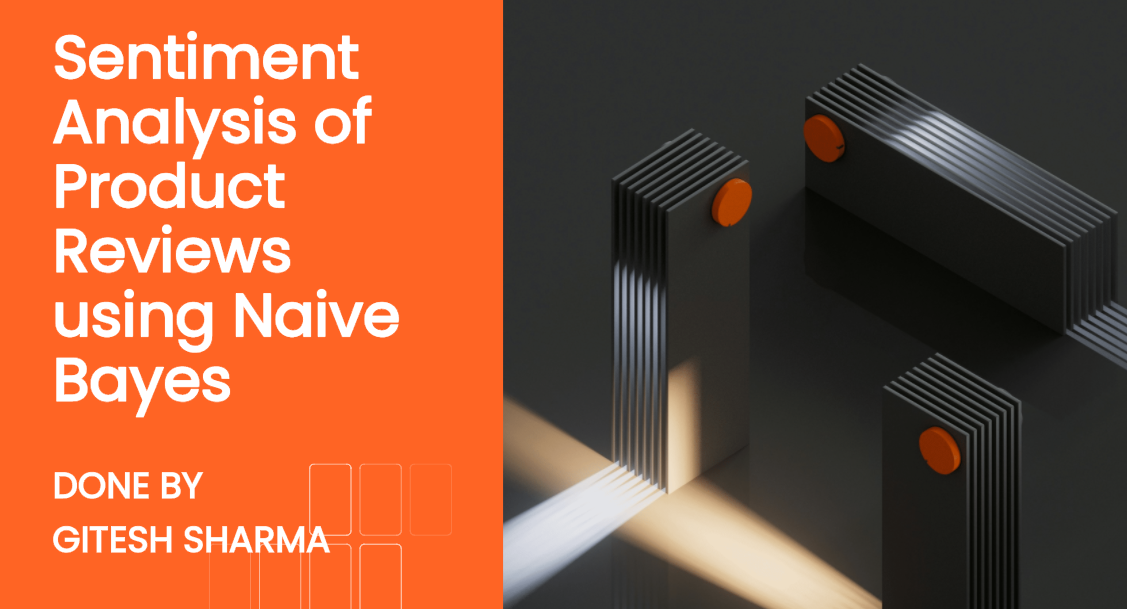 Sentiment
Analysis of
Product
Reviews
using Naive
Bayes
DONE BY
GITESH SHARMA